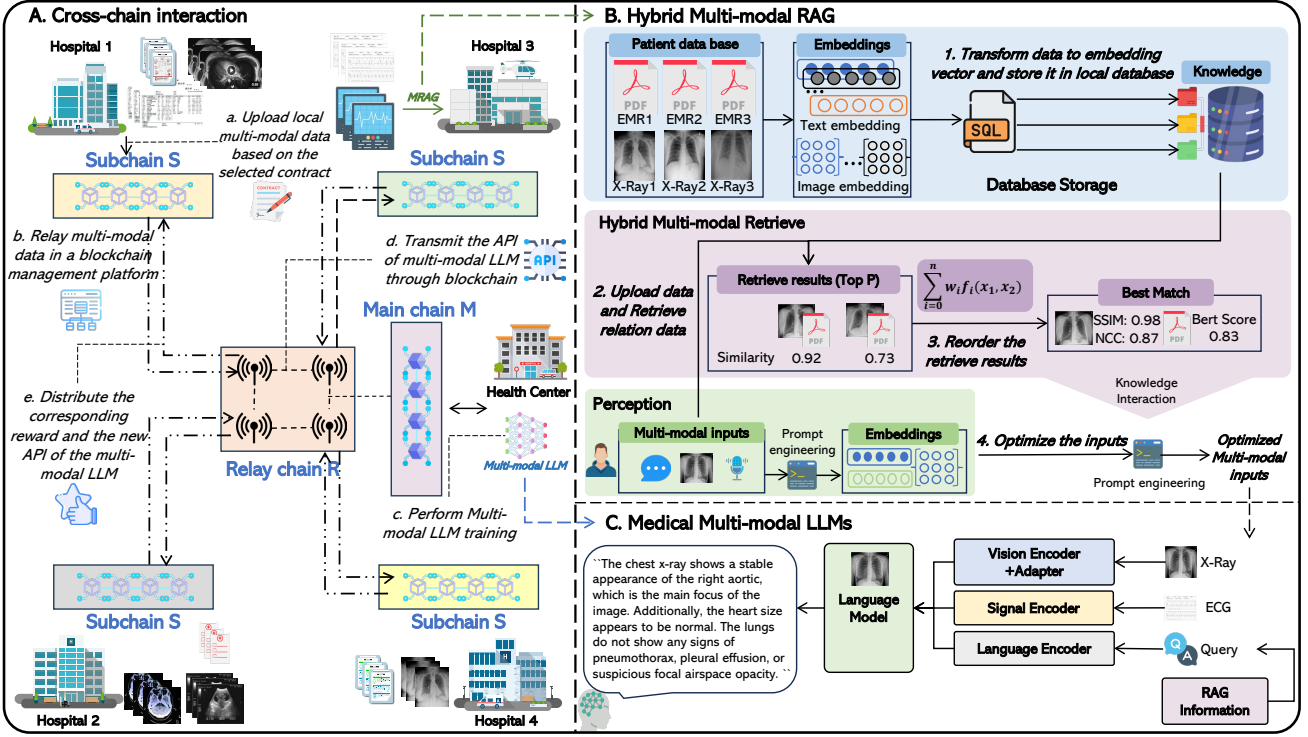 A. Cross-chain interaction
Hospital 1
Hospital 3
MRAG
a. Upload local
multi-modal data
based on the
selected contract
CONTRACT
Subchain S
Subchain S
b. Relay multi-modal
data in a blockchain
management platform
d. Transmit the API
of multi-modal LLM
through blockchain
API
Main chain M
Health Center
Multi-modal LLM
e. Distribute the
corresponding
reward and the new
API of the multi-
modal LLM
Relay chain R
c. Perform Multi-
modal LLM training
Subchain S
Subchain S
Hospital 2
Hospital 4
B. Hybrid Multi-modal RAG
Patient data base
PDF
PDF
PDF
EMR1
EMR2
EMR3
X-Ray1
X-Ray2
X-Ray3
Embeddings
Text embedding
Image embedding
1. Transform data to embedding
vector and store it in local database
SQL
Knowledge
Database Storage
Hybrid Multi-modal Retrieve
2. Upload data
and Retrieve
relation data
Retrieve results (Top P)
PDF
PDF
Similarity
0.92
0.73
n
∑ wᵢfᵢ(x₁, x₂)
i=0
3. Reorder the
retrieve results
Best Match
SSIM: 0.98
NCC: 0.87
PDF
Bert Score
0.83
Knowledge
Interaction
Perception
Multi-modal inputs
Prompt
engineering
Embeddings
4. Optimize the inputs
Prompt engineering
Optimized
Multi-modal
inputs
C. Medical Multi-modal LLMs
``The chest x-ray shows a stable
appearance of the right aortic,
which is the main focus of the
image. Additionally, the heart size
appears to be normal. The lungs
do not show any signs of
pneumothorax, pleural effusion, or
suspicious focal airspace opacity. ``
Language
Model
Vision Encoder
+Adapter
Signal Encoder
Language Encoder
X-Ray
ECG
Q
A
Query
RAG
Information